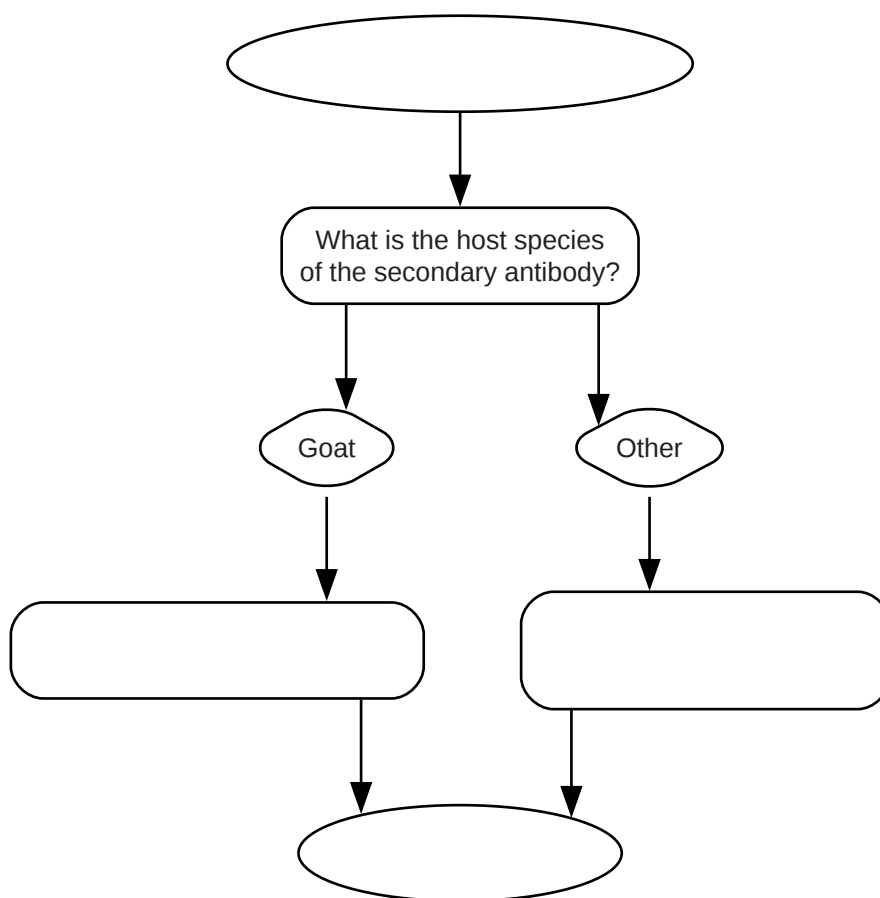 What is the host species
of the secondary antibody?
Goat
Other